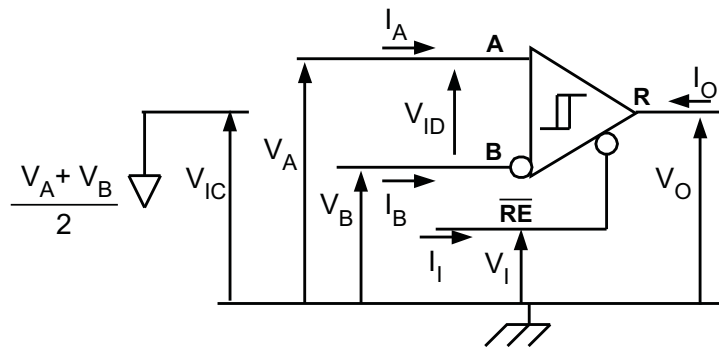 I_A
A
I_O
R
V_ID
V_A
B
V_A + V_B
2
V_IC
V_B
I_B
V_O
RE
I_I
V_I